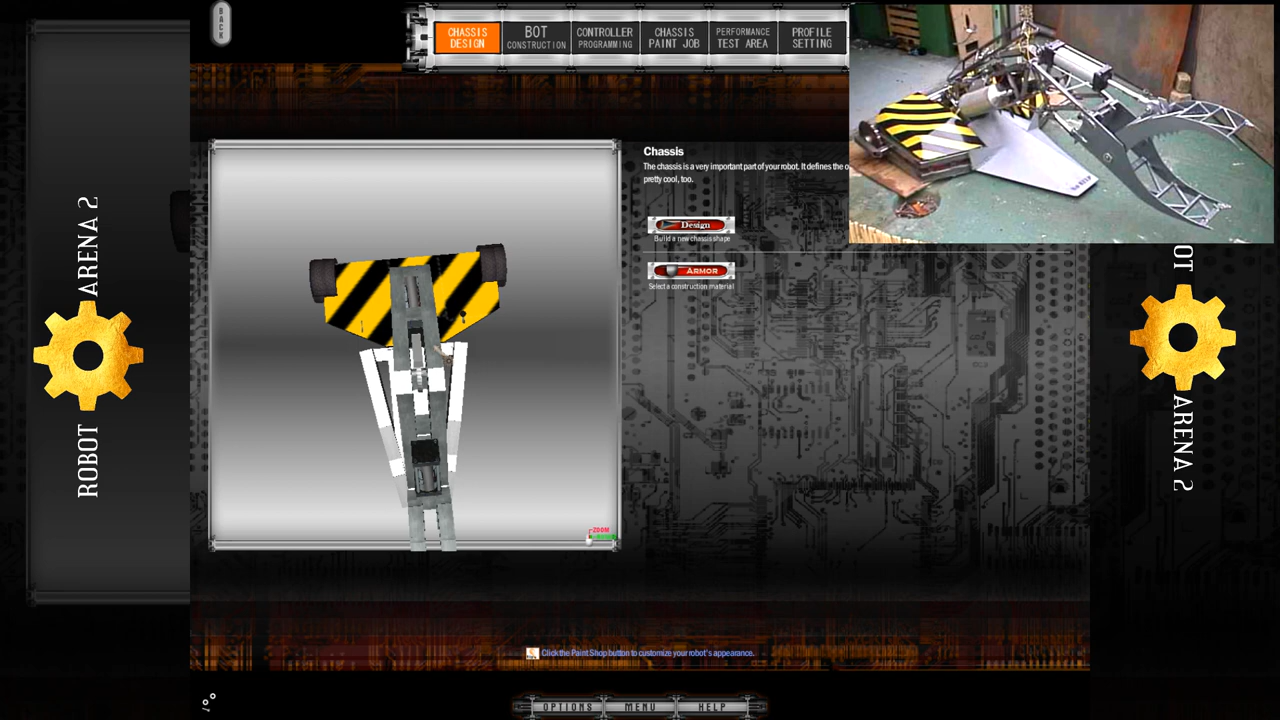 BACK
CHASSIS
DESIGN
BOT
CONSTRUCTION
CONTROLLER
PROGRAMMING
CHASSIS
PAINT JOB
PERFORMANCE
TEST AREA
PROFILE
SETTING
Chassis
The chassis is a very important part of your robot. It defines the
pretty cool, too.
Design
Build a new chassis shape
ARMOR
Select a construction material
ROBOT ARENA 2
OT ARENA 2
ZOOM
Click the Paint Shop button to customize your robot's appearance.
OPTIONS
MENU
HELP